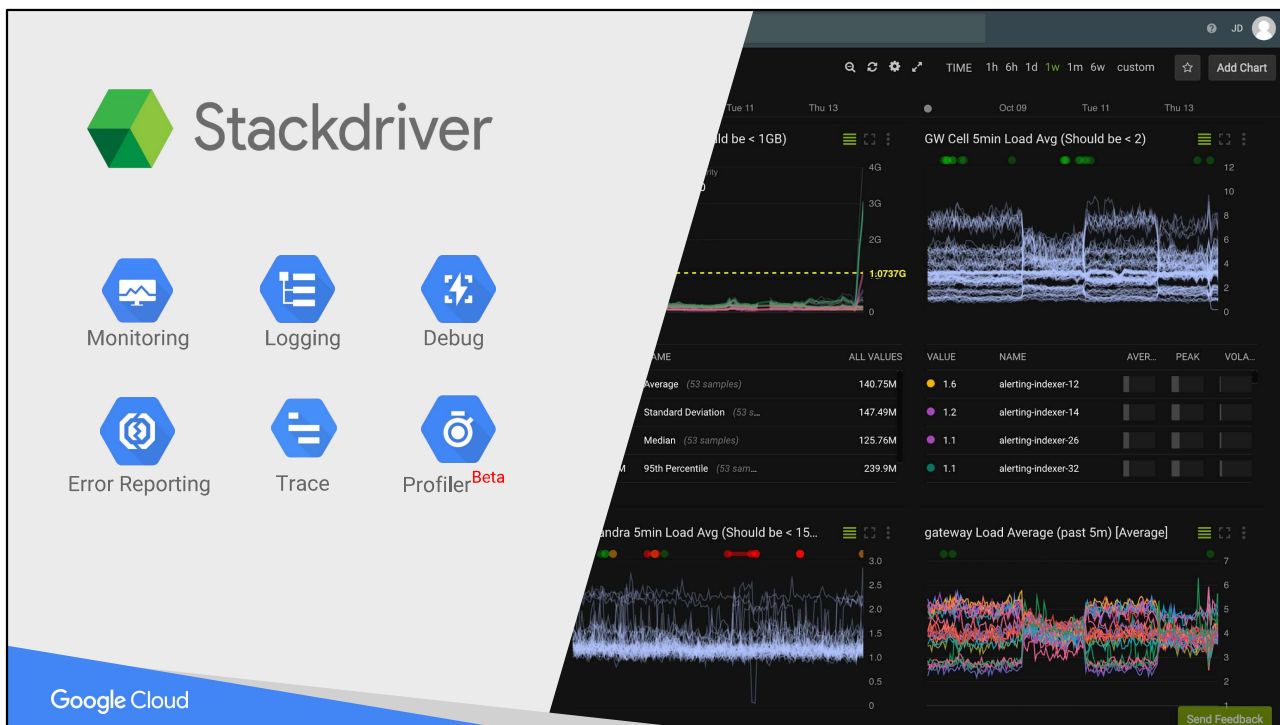 Stackdriver
Monitoring
Logging
Debug
Error Reporting
Trace
Profiler Beta
Google Cloud
JD
TIME 1h 6h 1d 1w 1m 6w custom
Add Chart
Tue 11 Thu 13
Oct 09 Tue 11 Thu 13
be < 1GB)
4G
3G
2G
1.0737G
0
GW Cell 5min Load Avg (Should be < 2)
12
10
8
6
4
2
0
ALL VALUES
Average (53 samples) 140.75M
Standard Deviation (53 s... 147.49M
Median (53 samples) 125.76M
M 95th Percentile (53 sam... 239.9M
VALUE NAME AVER... PEAK VOLA...
1.6 alerting-indexer-12
1.2 alerting-indexer-14
1.1 alerting-indexer-26
1.1 alerting-indexer-32
andra 5min Load Avg (Should be < 15...
3.0
2.5
2.0
1.5
1.0
0.5
0
gateway Load Average (past 5m) [Average]
7
6
5
4
3
2
1
Send Feedback